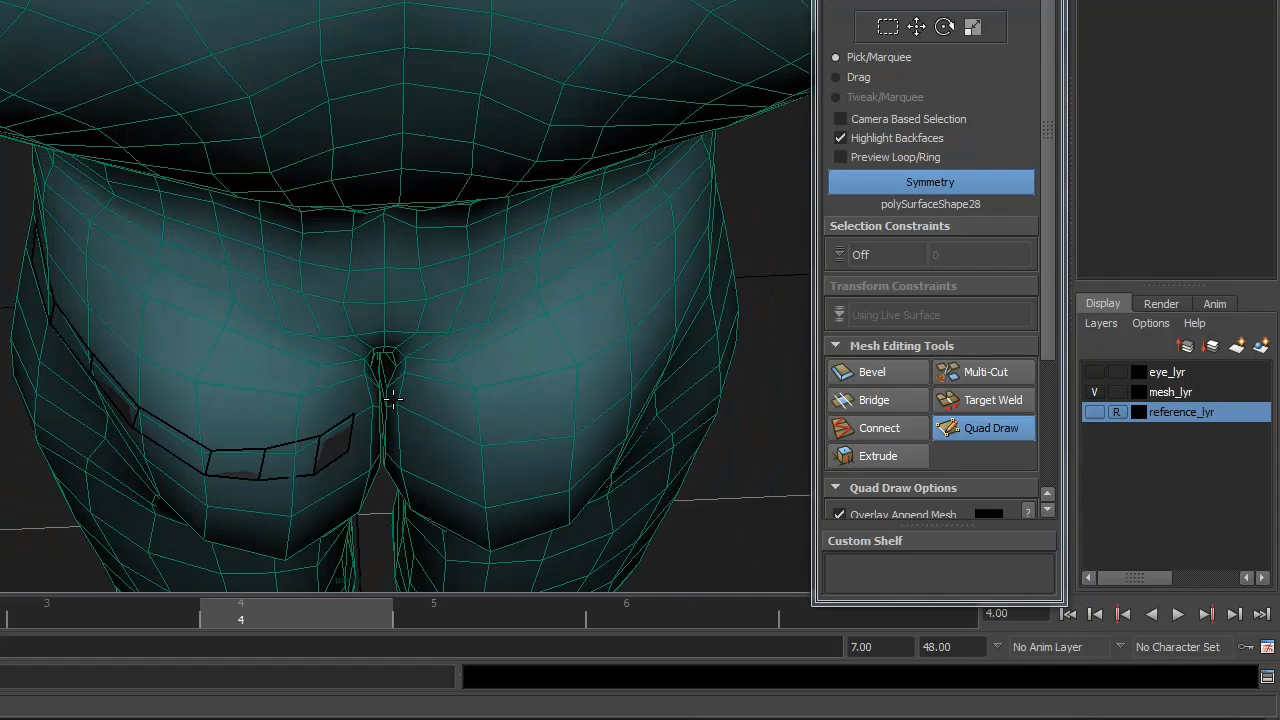 Pick/Marquee
Drag
Tweak/Marquee
Camera Based Selection
Highlight Backfaces
Preview Loop/Ring
Symmetry
polySurfaceShape28
Selection Constraints
Off 0
Transform Constraints
Using Live Surface
Mesh Editing Tools
Bevel Multi-Cut
Bridge Target Weld
Connect Quad Draw
Extrude
Quad Draw Options
Overlay Append Mesh ?
Custom Shelf
Display Render Anim
Layers Options Help
eye_lyr
V mesh_lyr
R reference_lyr
3 4 5 6
4
4.00
7.00 48.00 No Anim Layer No Character Set